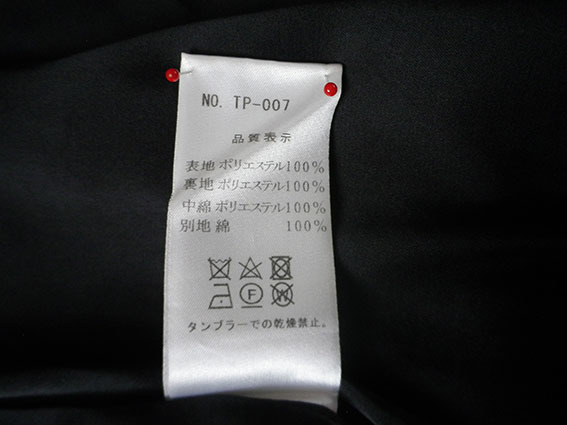 NO. TP-007
品質表示
表地 ポリエステル100%
裏地 ポリエステル100%
中綿 ポリエステル100%
別地 綿 100%
F W
タンブラーでの乾燥禁止。